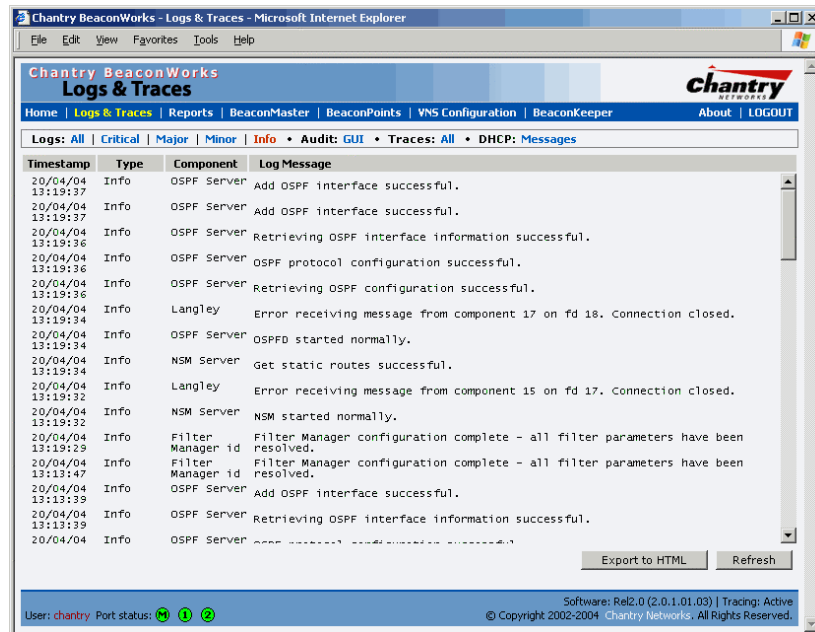 Chantry BeaconWorks - Logs & Traces - Microsoft Internet Explorer
File Edit View Favorites Tools Help
Chantry BeaconWorks
Logs & Traces
chantry
NETWORKS
Home | Logs & Traces | Reports | BeaconMaster | BeaconPoints | VNS Configuration | BeaconKeeper About | LOGOUT
Logs: All | Critical | Major | Minor | Info • Audit: GUI • Traces: All • DHCP: Messages
Timestamp Type Component Log Message
20/04/04 13:19:37 Info OSPF Server Add OSPF interface successful.
20/04/04 13:19:37 Info OSPF Server Add OSPF interface successful.
20/04/04 13:19:36 Info OSPF Server Retrieving OSPF interface information successful.
20/04/04 13:19:36 Info OSPF Server OSPF protocol configuration successful.
20/04/04 13:19:36 Info OSPF Server Retrieving OSPF configuration successful.
20/04/04 13:19:34 Info Langley Error receiving message from component 17 on fd 18. Connection closed.
20/04/04 13:19:34 Info OSPF Server OSPFD started normally.
20/04/04 13:19:34 Info NSM Server Get static routes successful.
20/04/04 13:19:32 Info Langley Error receiving message from component 15 on fd 17. Connection closed.
20/04/04 13:19:32 Info NSM Server NSM started normally.
20/04/04 13:19:29 Info Filter Manager id Filter Manager configuration complete - all filter parameters have been resolved.
20/04/04 13:13:47 Info Filter Manager id Filter Manager configuration complete - all filter parameters have been resolved.
20/04/04 13:13:39 Info OSPF Server Add OSPF interface successful.
20/04/04 13:13:39 Info OSPF Server Retrieving OSPF interface information successful.
20/04/04 Info OSPF Server OSPF protocol configuration successful
Export to HTML Refresh
Software: Rel2.0 (2.0.1.01.03) | Tracing: Active
User: chantry Port status: M 1 2 © Copyright 2002-2004 Chantry Networks. All Rights Reserved.